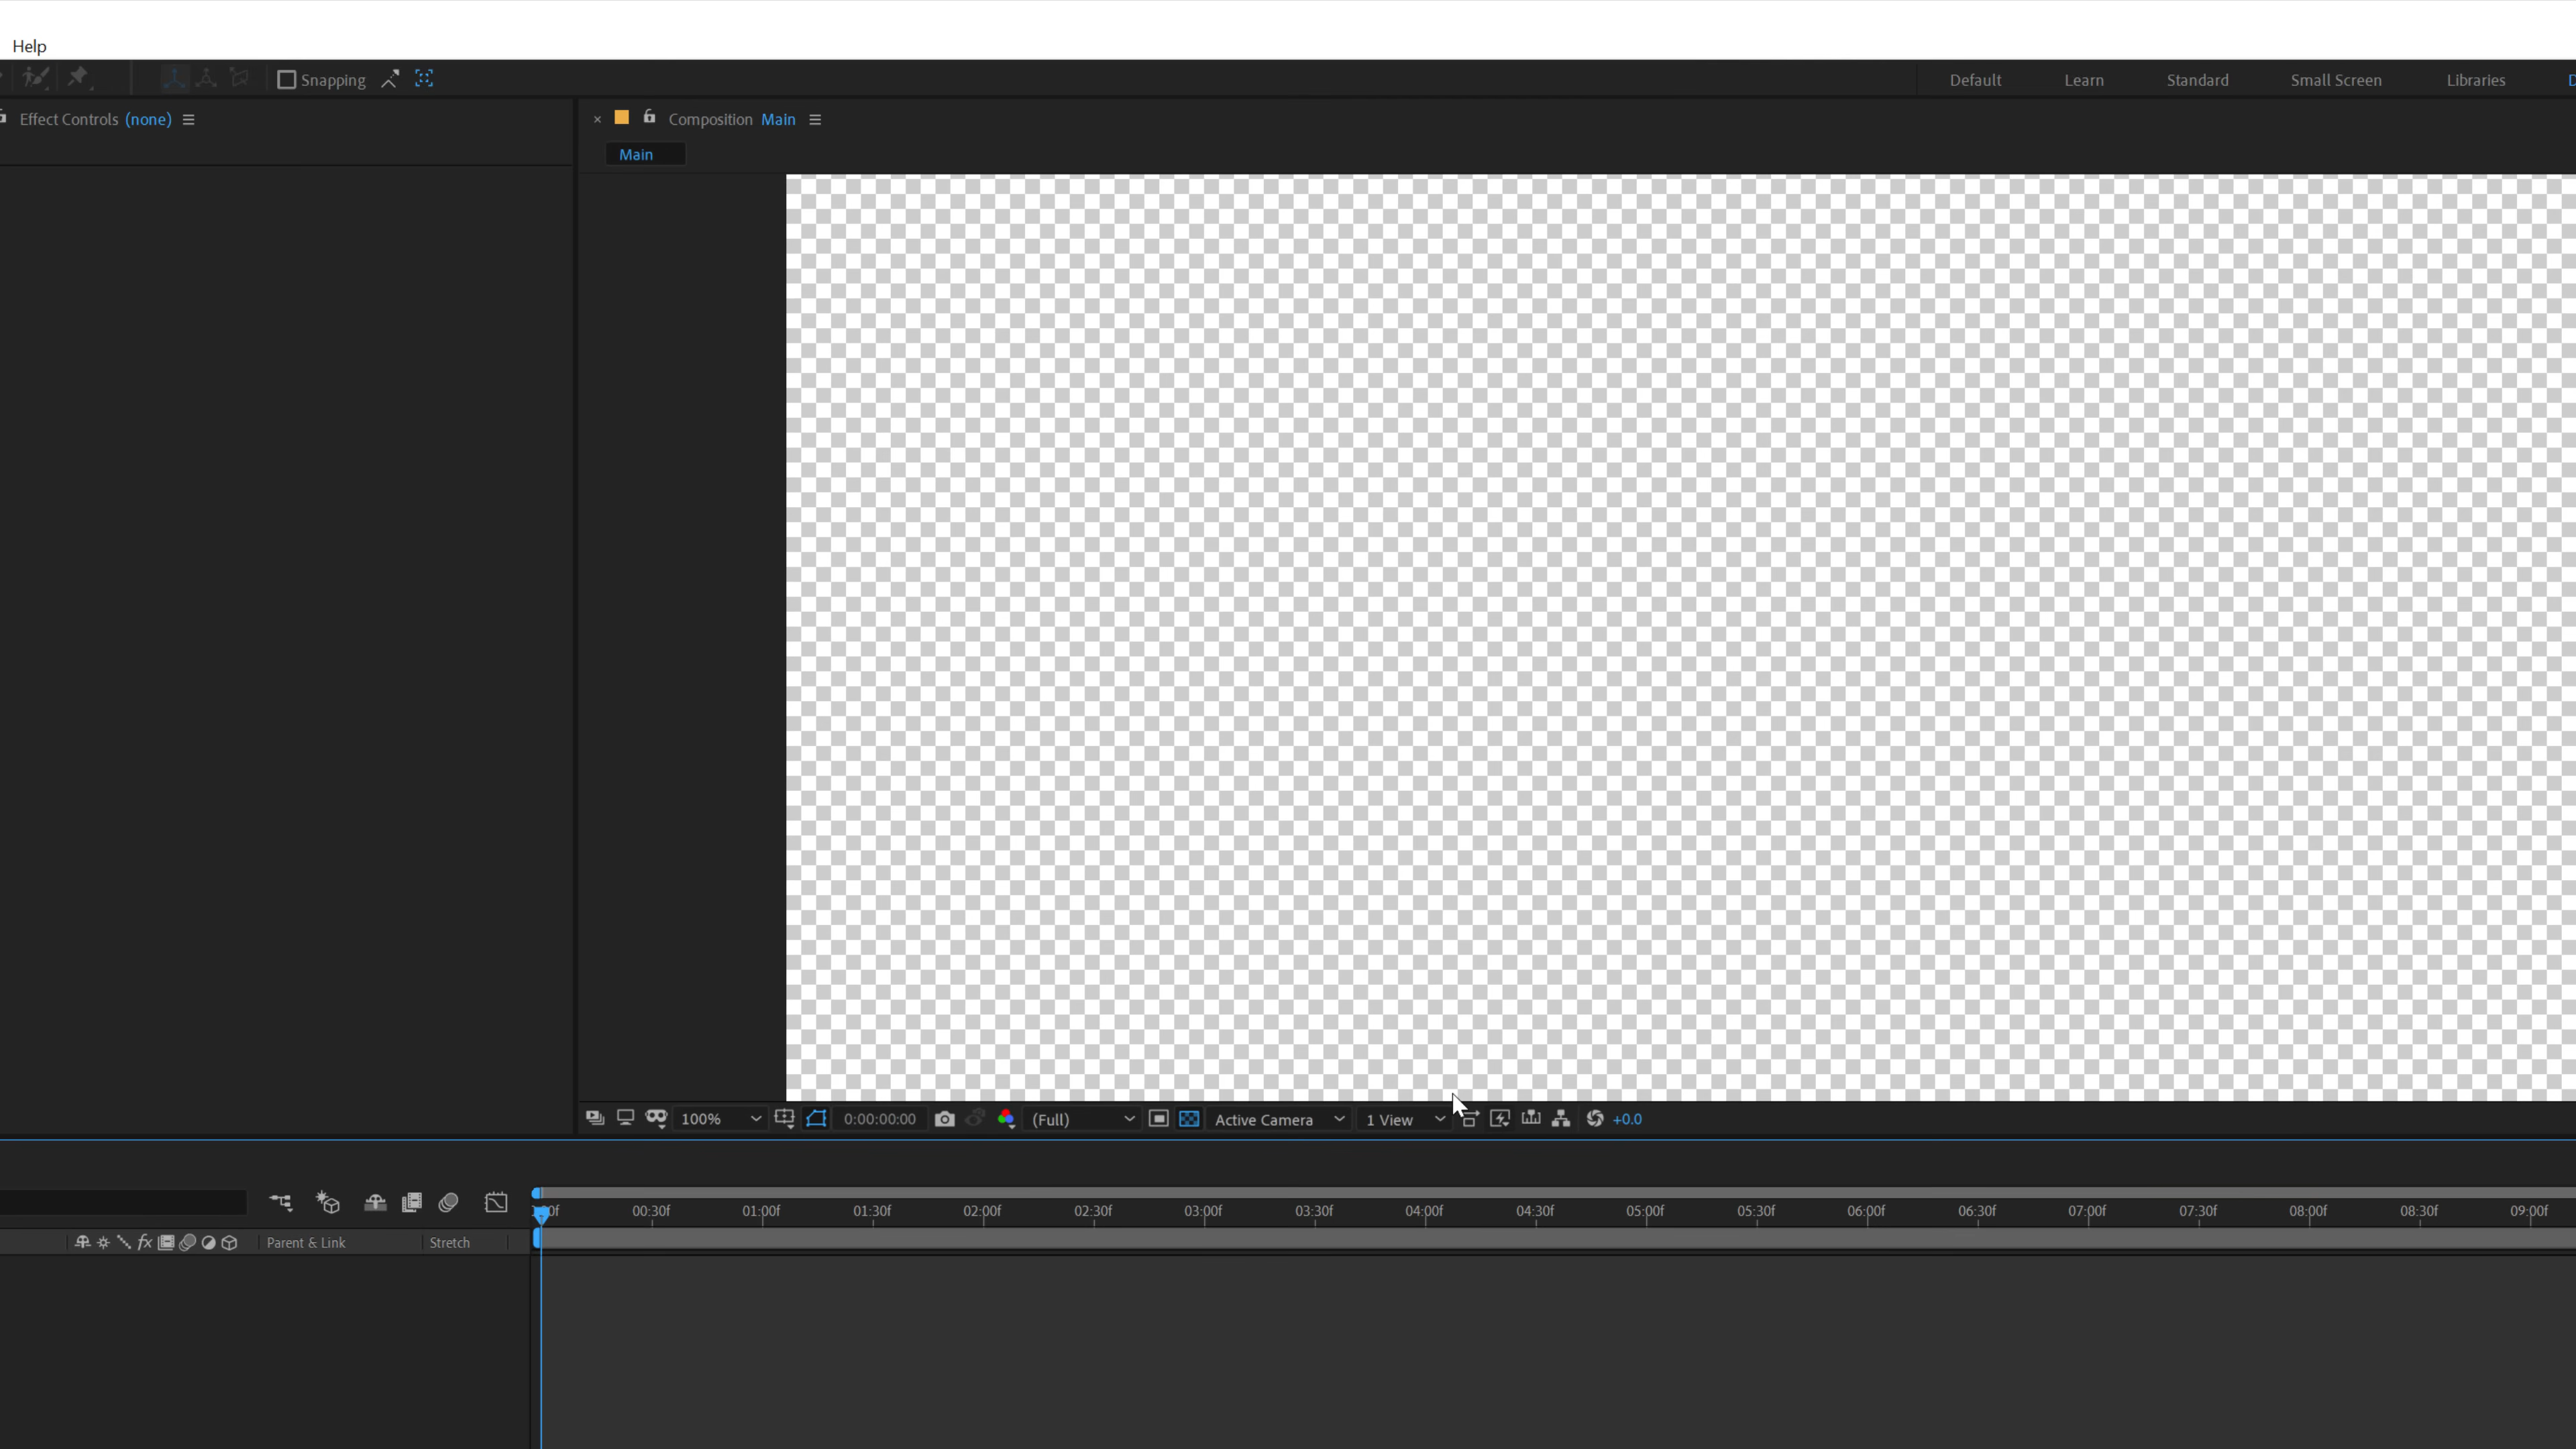 Help
Snapping
Default Learn Standard Small Screen Libraries
Effect Controls (none)
Composition Main
Main
100% 0:00:00:00 (Full) Active Camera 1 View +0.0
00:30f 01:00f 01:30f 02:00f 02:30f 03:00f 03:30f 04:00f 04:30f 05:00f 05:30f 06:00f 06:30f 07:00f 07:30f 08:00f 08:30f 09:00f
fx Parent & Link Stretch